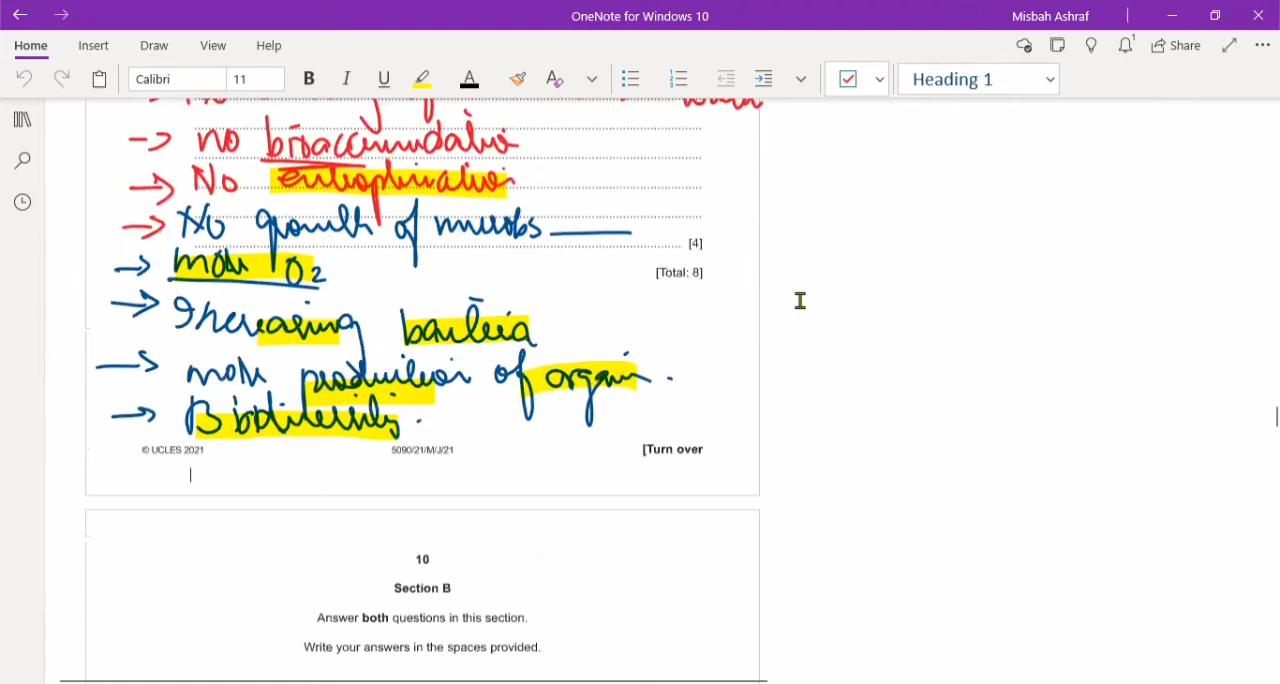 OneNote for Windows 10
Misbah Ashraf
Home Insert Draw View Help
1
Share
Calibri 11 B I U A A Heading 1
→ no bioaccumulation
→ No eutrophication
→ No growth of microbs
[4]
→ more O2
[Total: 8]
→ Increasing bacteria
→ more production of organ.
→ Biodiversity.
© UCLES 2021 5090/21/M/J/21 [Turn over
10
Section B
Answer both questions in this section.
Write your answers in the spaces provided.